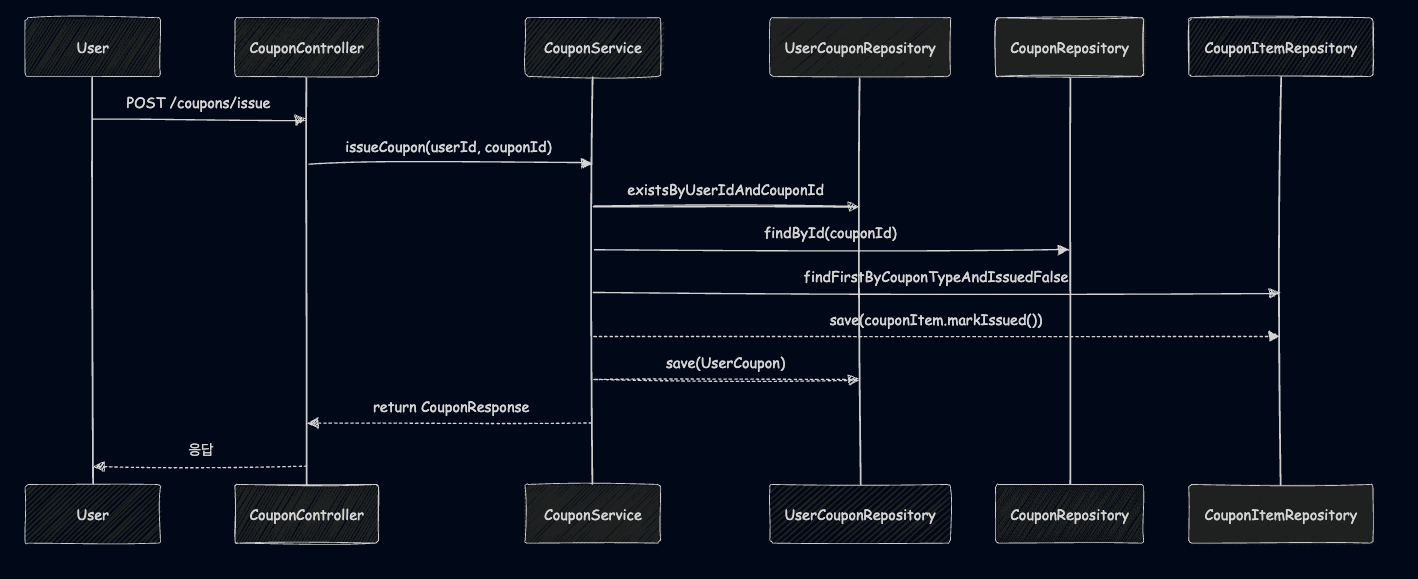 User
CouponController
CouponService
UserCouponRepository
CouponRepository
CouponItemRepository
POST /coupons/issue
issueCoupon(userId, couponId)
existsByUserIdAndCouponId
findById(couponId)
findFirstByCouponTypeAndIssuedFalse
save(couponItem.markIssued())
save(UserCoupon)
return CouponResponse
응답
User
CouponController
CouponService
UserCouponRepository
CouponRepository
CouponItemRepository